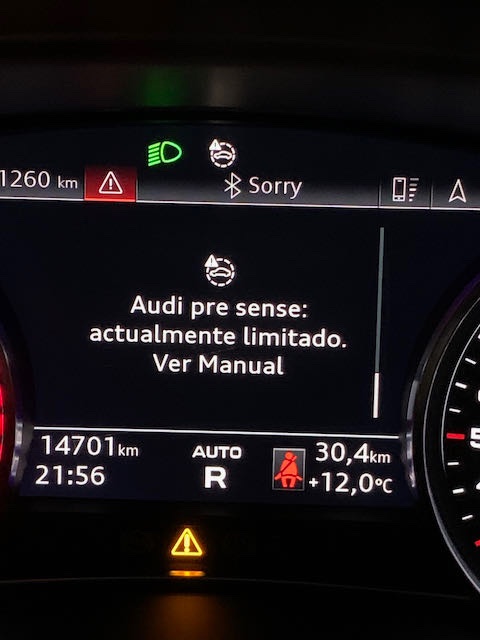 1260 km
Sorry
Audi pre sense:
actualmente limitado.
Ver Manual
14701km
AUTO
30,4km
21:56
R
+12,0°C